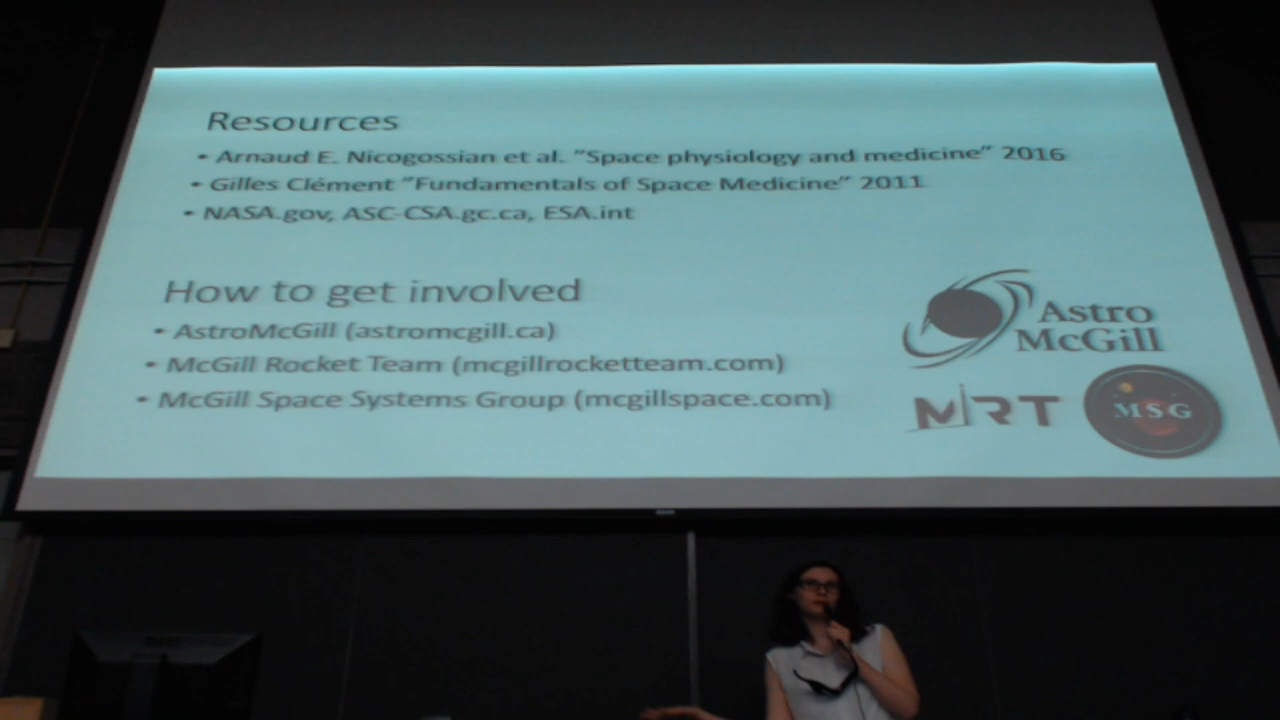 Resources
• Arnaud E. Nicogossian et al. "Space physiology and medicine" 2016
• Gilles Clément "Fundamentals of Space Medicine" 2011
• NASA.gov, ASC-CSA.gc.ca, ESA.int
How to get involved
• AstroMcGill (astromcgill.ca)
• McGill Rocket Team (mcgillrocketteam.com)
• McGill Space Systems Group (mcgillspace.com)
Astro
McGill
MRT
MSG